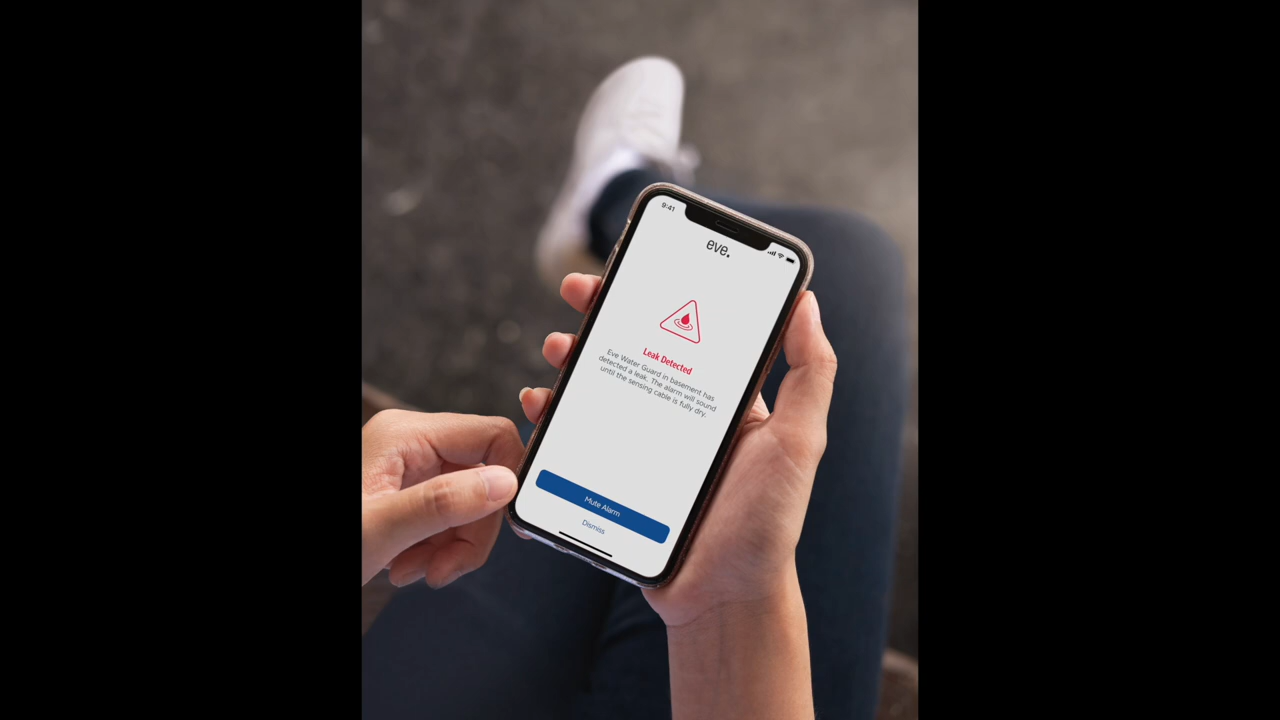 9:41
eve.
Leak Detected
Eve Water Guard in basement has
detected a leak. The alarm will sound
until the sensing cable is fully dry.
Mute Alarm
Dismiss